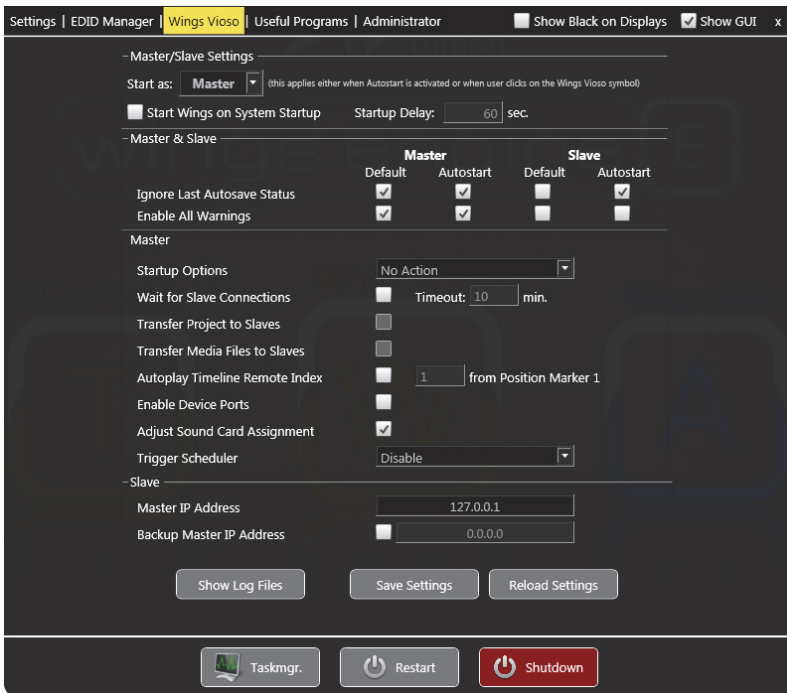 Settings | EDID Manager | Wings Vioso | Useful Programs | Administrator Show Black on Displays Show GUI x
Master/Slave Settings
Start as: Master (this applies either when Autostart is activated or when user clicks on the Wings Vioso symbol)
Start Wings on System Startup Startup Delay: 60 sec.
Master & Slave
Master Slave
Default Autostart Default Autostart
Ignore Last Autosave Status
Enable All Warnings
Master
Startup Options No Action
Wait for Slave Connections Timeout: 10 min.
Transfer Project to Slaves
Transfer Media Files to Slaves
Autoplay Timeline Remote Index 1 from Position Marker 1
Enable Device Ports
Adjust Sound Card Assignment
Trigger Scheduler Disable
Slave
Master IP Address 127.0.0.1
Backup Master IP Address 0.0.0.0
Show Log Files Save Settings Reload Settings
Taskmgr. Restart Shutdown